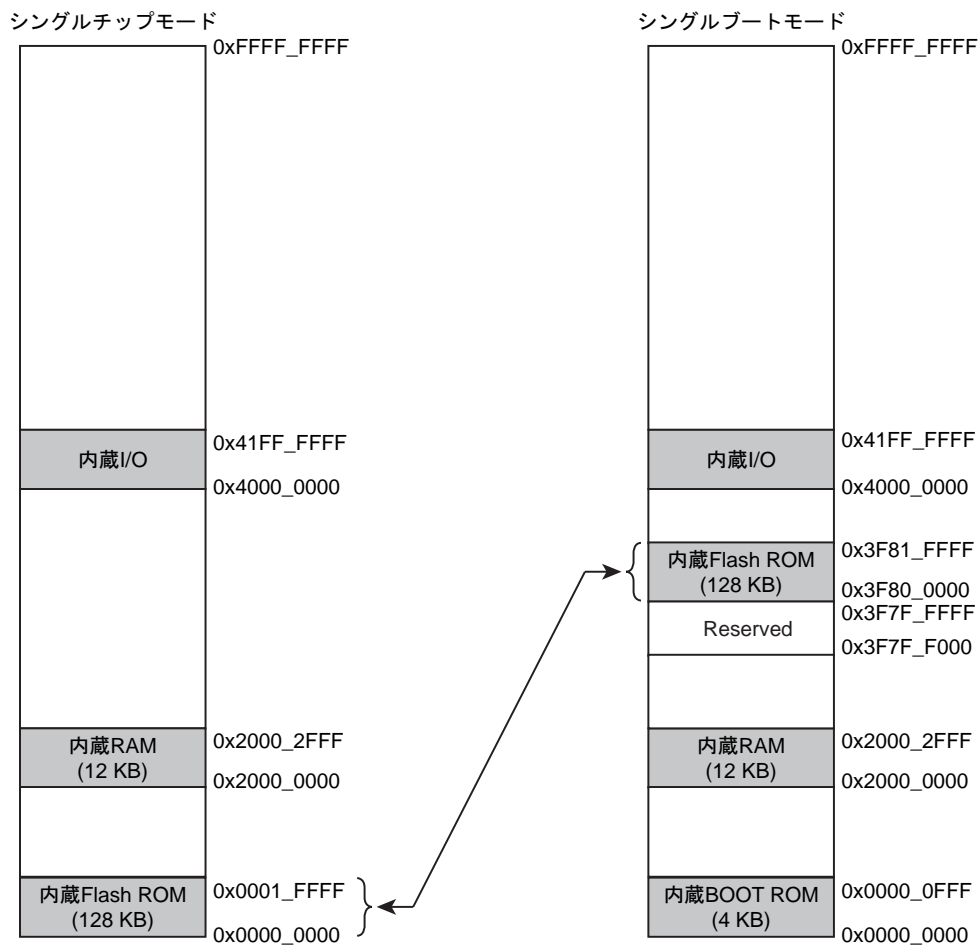 シングルチップモード
0xFFFF_FFFF
内蔵I/O
0x41FF_FFFF
0x4000_0000
内蔵RAM
(12 KB)
0x2000_2FFF
0x2000_0000
内蔵Flash ROM
(128 KB)
0x0001_FFFF
0x0000_0000
シングルブートモード
0xFFFF_FFFF
内蔵I/O
0x41FF_FFFF
0x4000_0000
内蔵Flash ROM
(128 KB)
0x3F81_FFFF
0x3F80_0000
0x3F7F_FFFF
Reserved
0x3F7F_F000
内蔵RAM
(12 KB)
0x2000_2FFF
0x2000_0000
内蔵BOOT ROM
(4 KB)
0x0000_0FFF
0x0000_0000